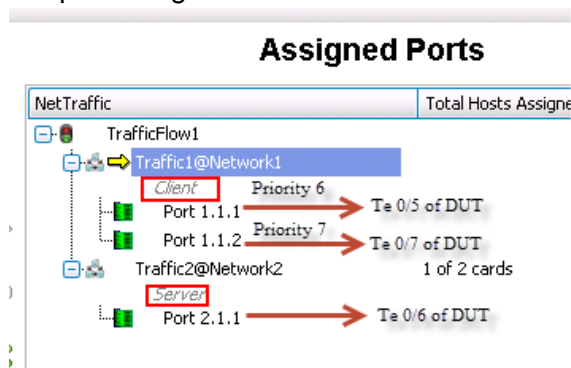 Assigned Ports
NetTraffic Total Hosts Assigne
TrafficFlow1
Traffic1@Network1
Client Priority 6
Port 1.1.1 Te 0/5 of DUT
Port 1.1.2 Priority 7 Te 0/7 of DUT
Traffic2@Network2 1 of 2 cards
Server
Port 2.1.1 Te 0/6 of DUT